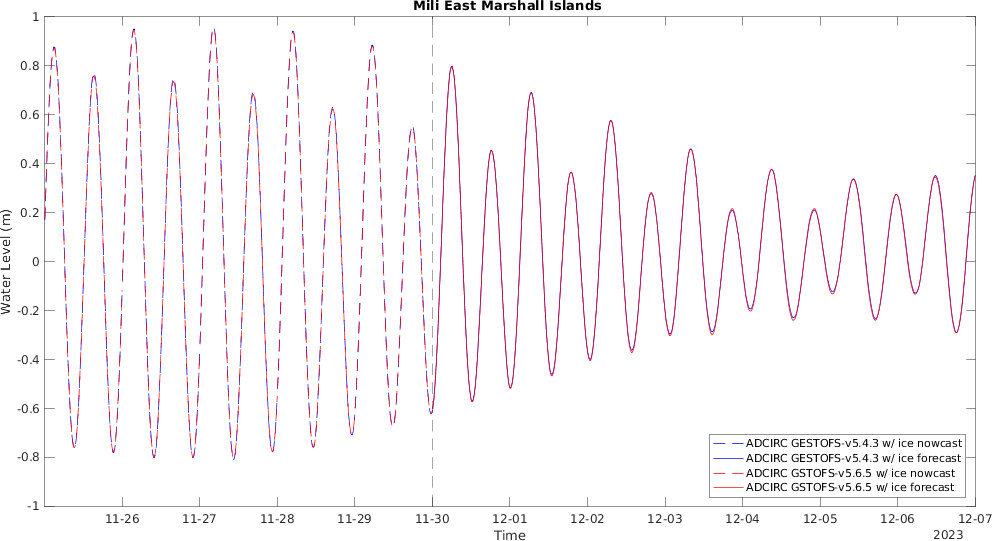 Mili East Marshall Islands
1
0.8
0.6
0.4
0.2
0
-0.2
-0.4
-0.6
-0.8
-1
Water Level (m)
ADCIRC GESTOFS-v5.4.3 w/ ice nowcast
ADCIRC GESTOFS-v5.4.3 w/ ice forecast
ADCIRC GSTOFS-v5.6.5 w/ ice nowcast
ADCIRC GSTOFS-v5.6.5 w/ ice forecast
11-26 11-27 11-28 11-29 11-30 12-01 12-02 12-03 12-04 12-05 12-06 12-07
Time
2023